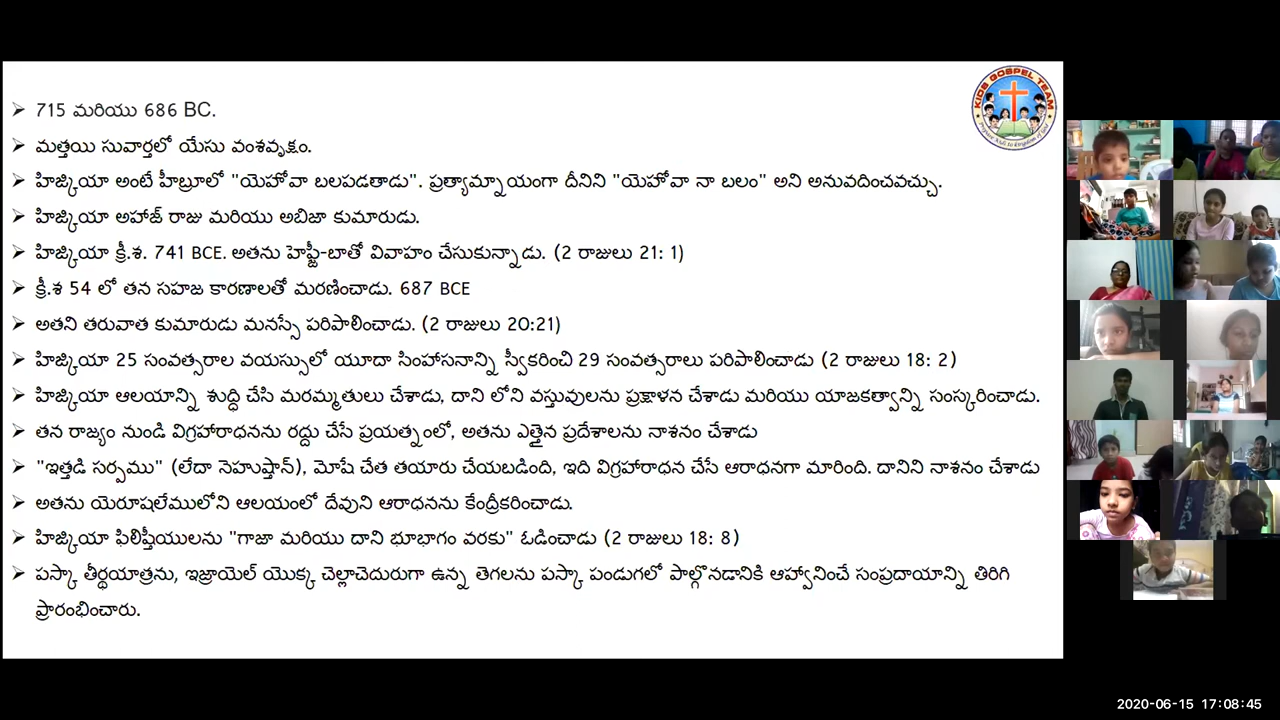 KIDS GOSPEL TEAM
➢ 715 మరియు 686 BC.
➢ మత్తయి సువార్తలో యేసు వంశవృక్షం.
➢ హిజ్కియా అంటే హీబ్రూలో "యెహోవా బలపడతాడు". ప్రత్యామ్నాయంగా దీనిని "యెహోవా నా బలం" అని అనువదించవచ్చు.
➢ హిజ్కియా అహాజ్ రాజు మరియు అబిజా కుమారుడు.
➢ హిజ్కియా క్రీ.శ. 741 BCE. అతను హెఫ్జీ-బాతో వివాహం చేసుకున్నాడు. (2 రాజులు 21: 1)
➢ క్రీ.శ 54 లో తన సహజ కారణాలతో మరణించాడు. 687 BCE
➢ అతని తరువాత కుమారుడు మనస్సే పరిపాలించాడు. (2 రాజులు 20:21)
➢ హిజ్కియా 25 సంవత్సరాల వయస్సులో యూదా సింహాసనాన్ని స్వీకరించి 29 సంవత్సరాలు పరిపాలించాడు (2 రాజులు 18: 2)
➢ హిజ్కియా ఆలయాన్ని శుద్ధి చేసి మరమ్మతులు చేశాడు, దాని లోని వస్తువులను ప్రక్షాళన చేశాడు మరియు యాజకత్వాన్ని సంస్కరించాడు.
➢ తన రాజ్యం నుండి విగ్రహారాధనను రద్దు చేసే ప్రయత్నంలో, అతను ఎత్తైన ప్రదేశాలను నాశనం చేశాడు
➢ "ఇత్తడి సర్పము" (లేదా నెహుష్తాన్), మోషే చేత తయారు చేయబడింది, ఇది విగ్రహారాధన చేసే ఆరాధనగా మారింది. దానిని నాశనం చేశాడు
➢ అతను యెరూషలేములోని ఆలయంలో దేవుని ఆరాధనను కేంద్రీకరించాడు.
➢ హిజ్కియా ఫిలిష్తీయులను "గాజా మరియు దాని భూభాగం వరకు" ఓడించాడు (2 రాజులు 18: 8)
➢ పస్కా తీర్థయాత్రను, ఇజ్రాయెల్ యొక్క చెల్లాచెదురుగా ఉన్న తెగలను పస్కా పండుగలో పాల్గొనడానికి ఆహ్వానించే సంప్రదాయాన్ని తిరిగి
ప్రారంభించారు.
2020-06-15 17:08:45